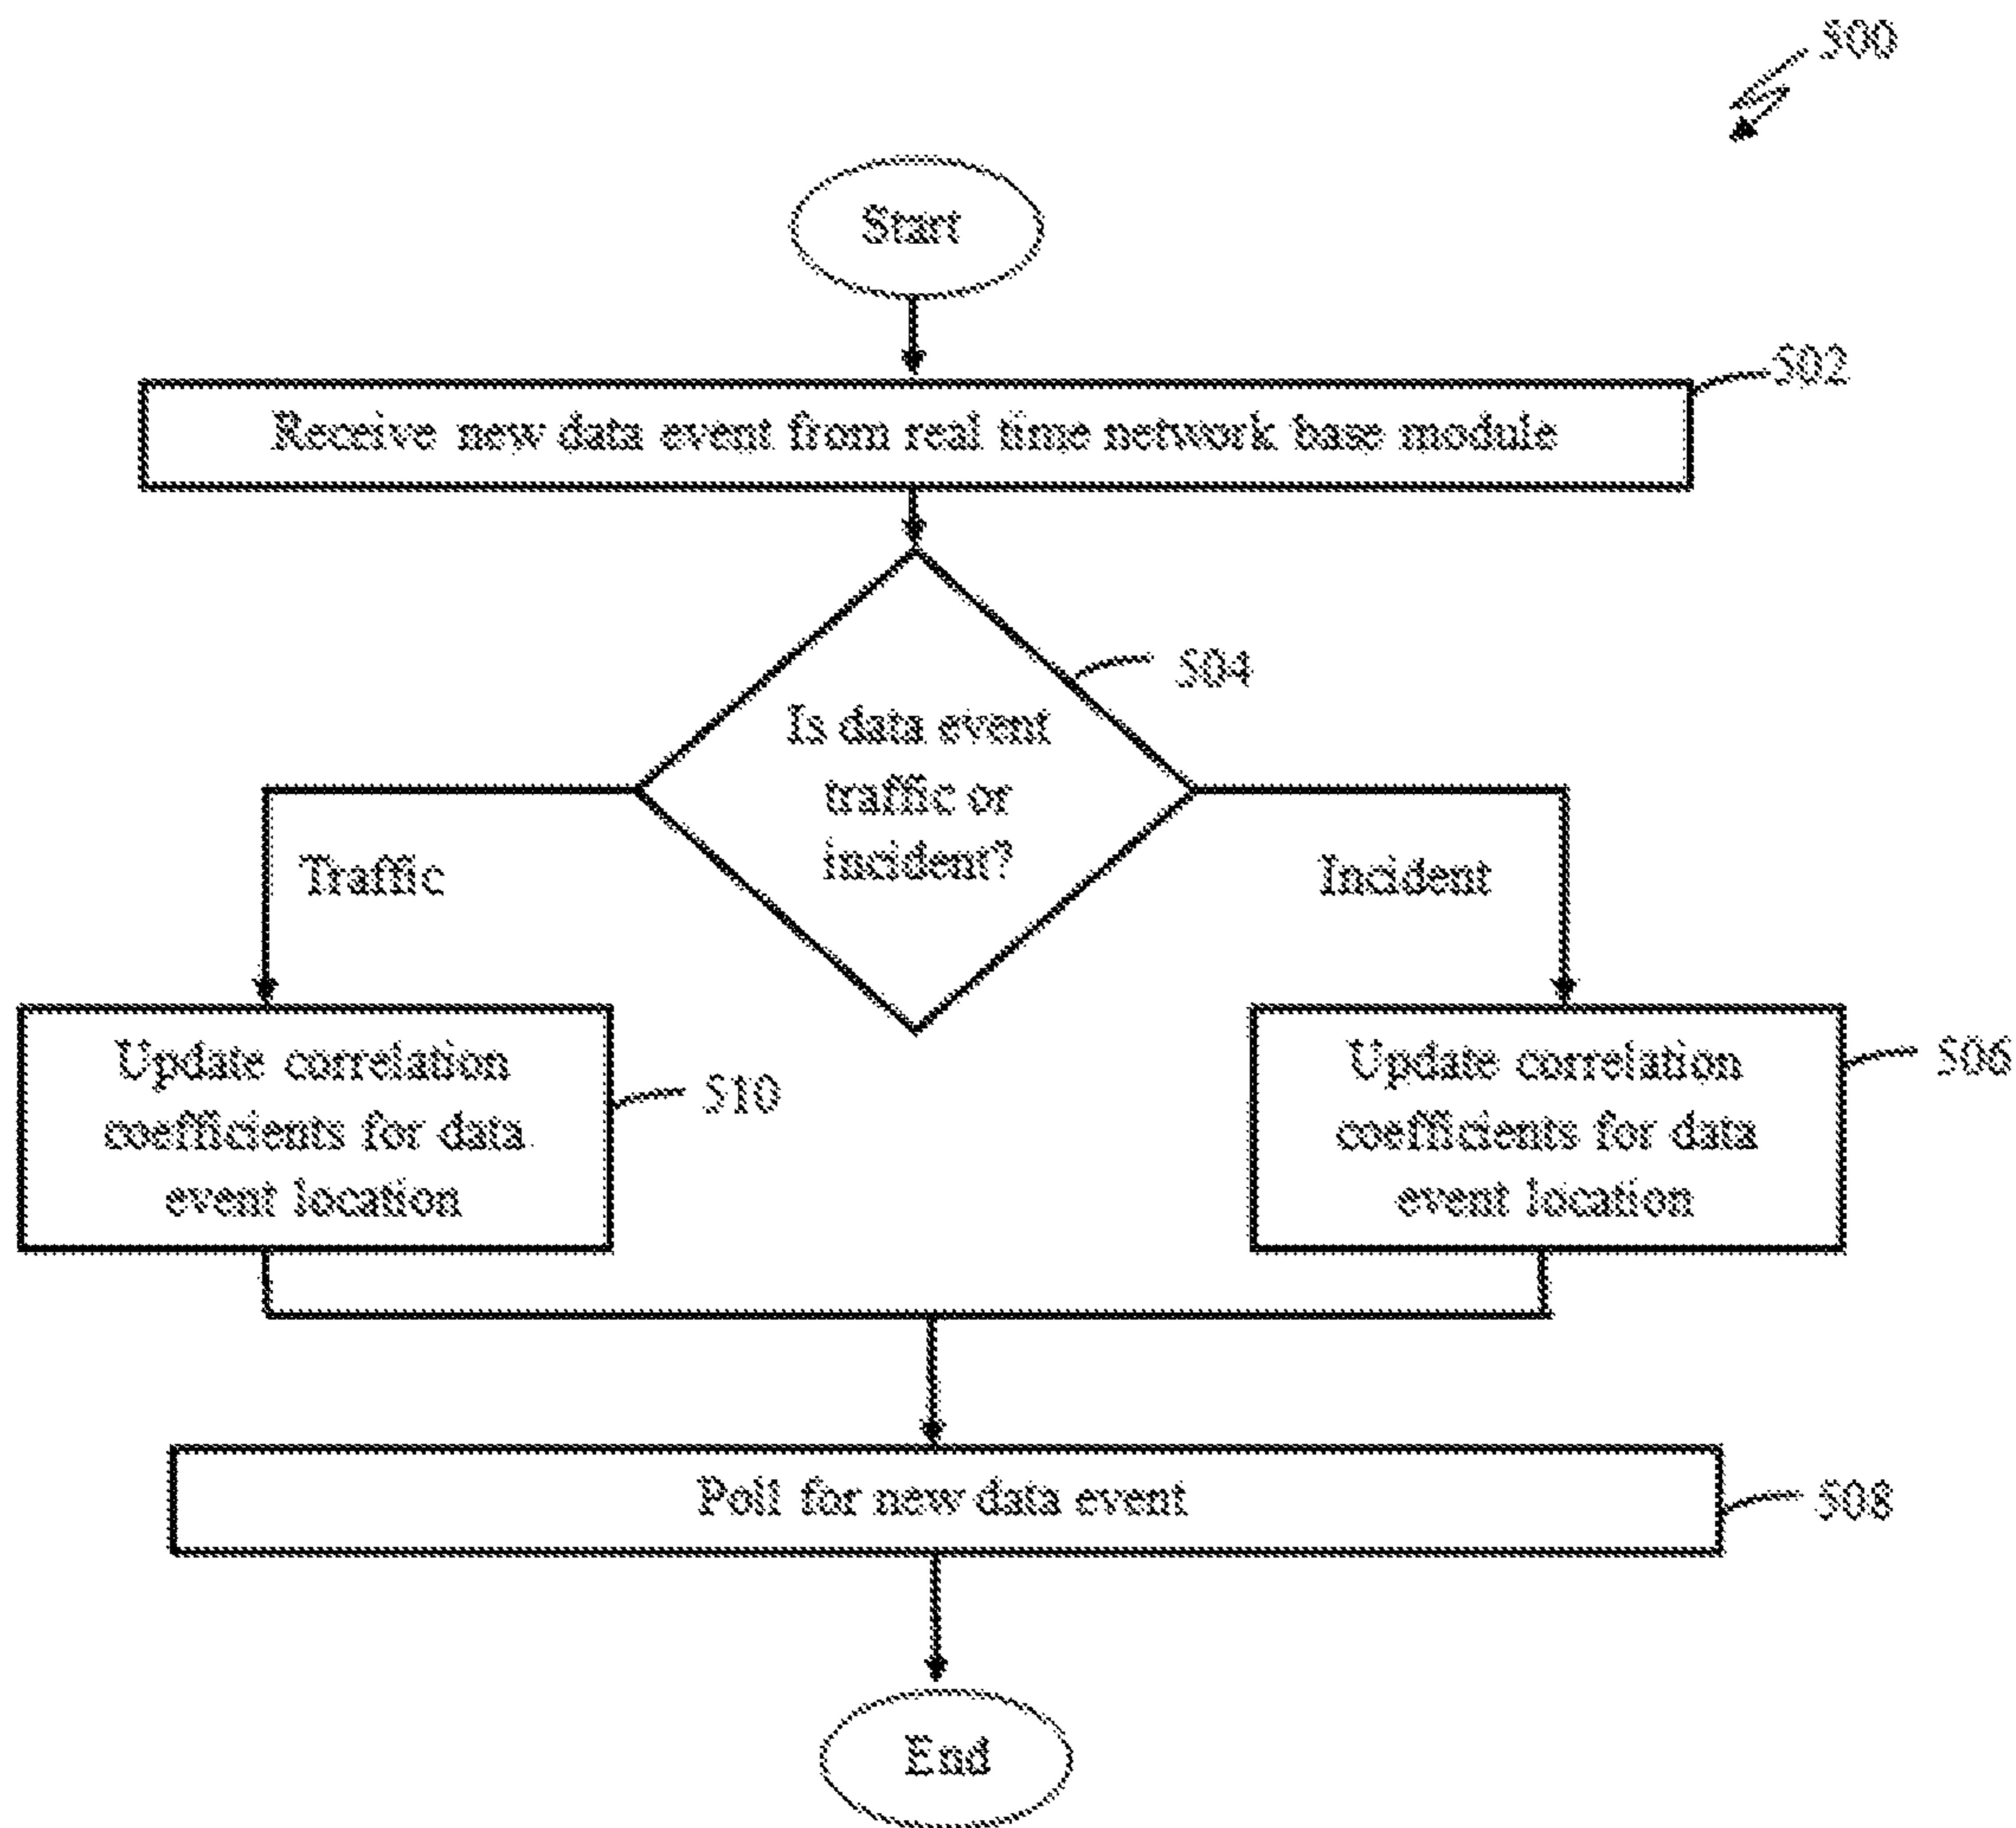 500
Start
502
Receive new data event from real time network base module
504
Is data event
traffic or
incident?
Traffic
Incident
Update correlation
coefficients for data
event location
510
Update correlation
coefficients for data
event location
506
Poll for new data event
508
End